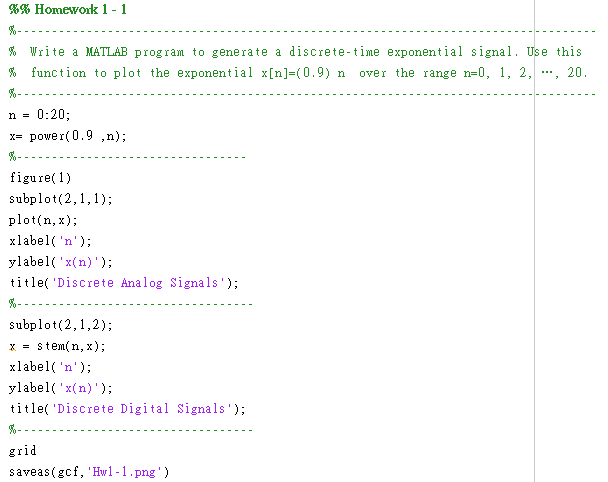 %% Homework 1 - 1
%--------------------------------------------------------------------------
%  Write a MATLAB program to generate a discrete-time exponential signal. Use this
%  function to plot the exponential x[n]=(0.9) n  over the range n=0, 1, 2, …, 20.
%--------------------------------------------------------------------------
n = 0:20;
x= power(0.9 ,n);
%-----------------------------
figure(1)
subplot(2,1,1);
plot(n,x);
xlabel('n');
ylabel('x(n)');
title('Discrete Analog Signals');
%------------------------------
subplot(2,1,2);
x = stem(n,x);
xlabel('n');
ylabel('x(n)');
title('Discrete Digital Signals');
%------------------------------
grid
saveas(gcf,'Hw1-1.png')